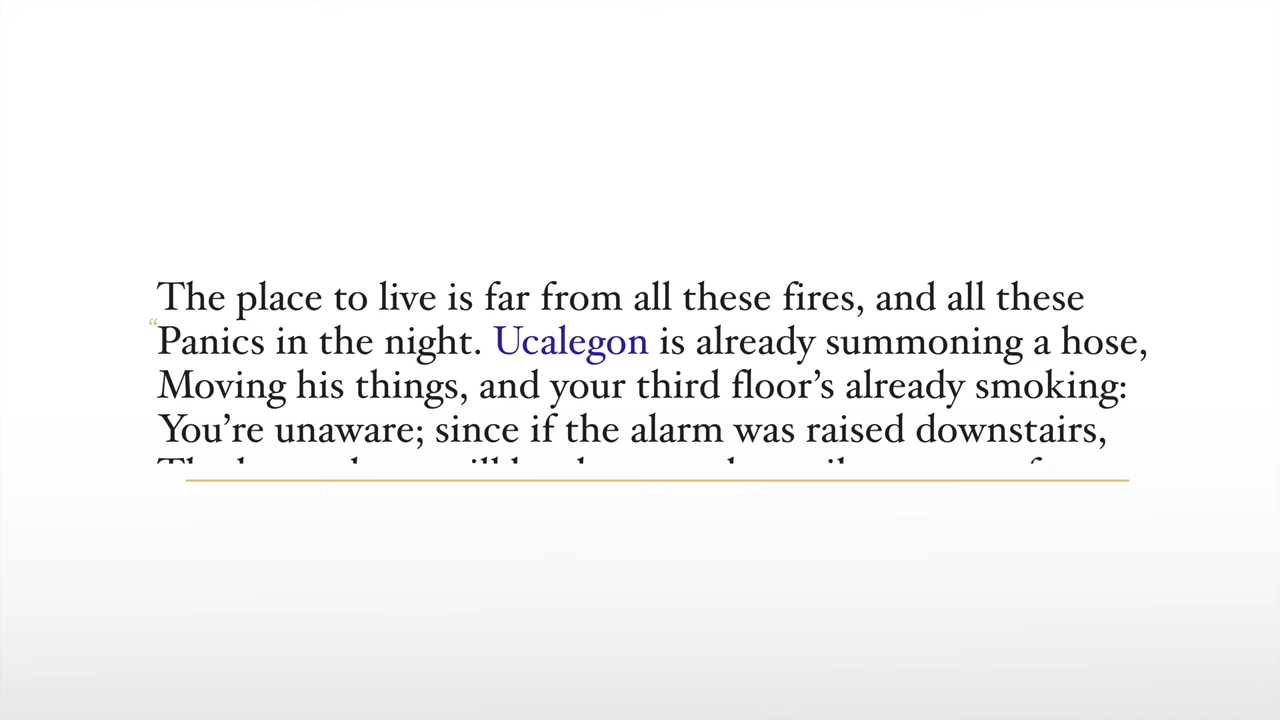 “The place to live is far from all these fires, and all these
Panics in the night. Ucalegon is already summoning a hose,
Moving his things, and your third floor’s already smoking:
You’re unaware; since if the alarm was raised downstairs,